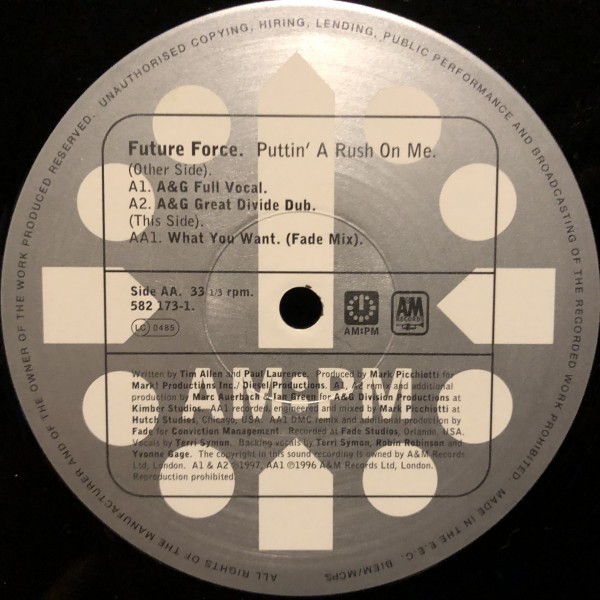 UNAUTHORISED COPYING, HIRING, LENDING, PUBLIC PERFORMANCE AND BROADCASTING OF THE RECORDED WORK PROHIBITED. MADE IN THE E.E.C. BIEM/MCPS. ALL RIGHTS OF THE MANUFACTURER AND OF THE OWNER OF THE WORK PRODUCED RESERVED.
Future Force. Puttin' A Rush On Me.
(Other Side).
A1. A&G Full Vocal.
A2. A&G Great Divide Dub.
(This Side).
AA1. What You Want. (Fade Mix).
Side AA. 33 1/3 rpm.
582 173-1.
LC 0485
AM:PM
AM
RECORDS
AM:PM
Written by Tim Allen and Paul Laurence. Produced by Mark Picchiotti for
Mark! Productions Inc./ Diesel Productions. A1, A2 mix and additional
production by Marc Auerbach & Ian Green for A&G Division Productions at
Kimber Studios. AA1 recorded, engineered and mixed by Mark Picchiotti at
Hutch Studios, Chicago, USA. AA1 DMC remix and additional production by
Fade for Conviction Management. Recorded at Fade Studios, Orlando, USA.
Vocals by Terri Symon. Backing vocals by Terri Symon, Robin Robinson and
Yvonne Gage. The copyright in this sound recording is owned by A&M Records
Ltd, London. A1 & A2 ℗1997, AA1 ℗1996 A&M Records Ltd, London.
Reproduction prohibited.